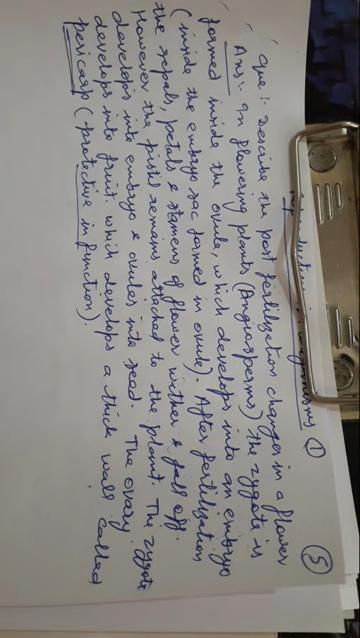 Reproduction in organisms ①
⑤
Que :- Describe the post fertilization changes in a flower
Ans :- In flowering plants (Angiosperms) the zygote is
formed inside the ovule, which develops into an embryo
(inside the embryo sac formed in ovule). After fertilization
the sepals, petals & stamens of flower wither & fall off.
However the pistil remains attached to the plant. The zygote
develops into embryo & ovules into seed. The ovary
develops into fruit which develops a thick wall called
pericarp (protective in function).